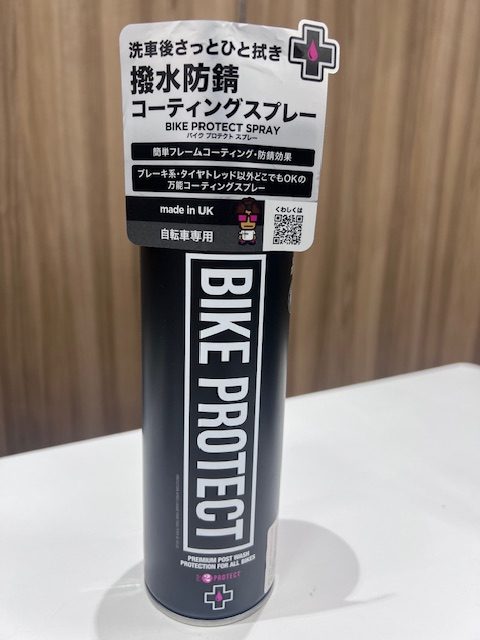 洗車後さっとひと拭き
撥水防錆
コーティングスプレー
BIKE PROTECT SPRAY
バイク プロテクト スプレー
簡単フレームコーティング・防錆効果
ブレーキ系・タイヤトレッド以外どこでもOKの
万能コーティングスプレー
made in UK
くわしくは
自転車専用
BIKE PROTECT
PREMIUM POST WASH
PROTECTION FOR ALL BIKES
2 PROTECT